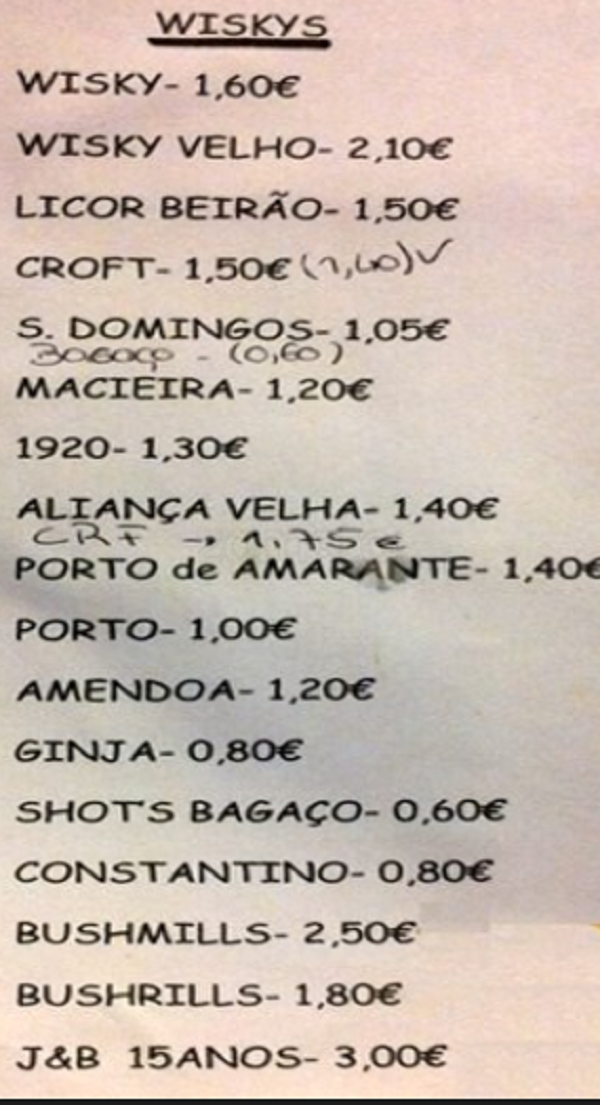 WISKYS
WISKY- 1,60€
WISKY VELHO- 2,10€
LICOR BEIRÃO- 1,50€
CROFT- 1,50€ (1,60) ✓
S. DOMINGOS- 1,05€
BAGAÇO - (0,60)
MACIEIRA- 1,20€
1920- 1,30€
ALIANÇA VELHA- 1,40€
CRF → 1.75 €
PORTO de AMARANTE- 1,40€
PORTO- 1,00€
AMENDOA- 1,20€
GINJA- 0,80€
SHOT'S BAGAÇO- 0,60€
CONSTANTINO- 0,80€
BUSHMILLS- 2,50€
BUSHRILLS- 1,80€
J&B 15ANOS- 3,00€